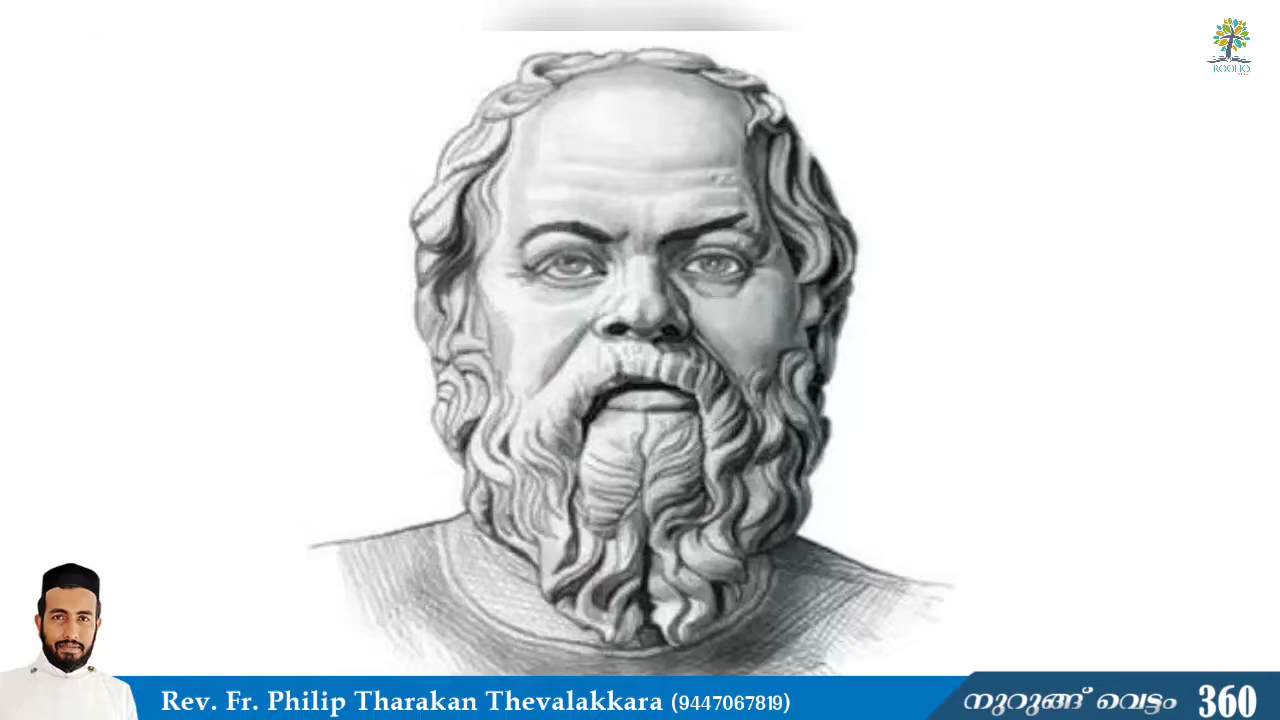 ROOHO
Rev. Fr. Philip Tharakan Thevalakkara (9447067819)
നുറുങ്ങ് വെട്ടം 360